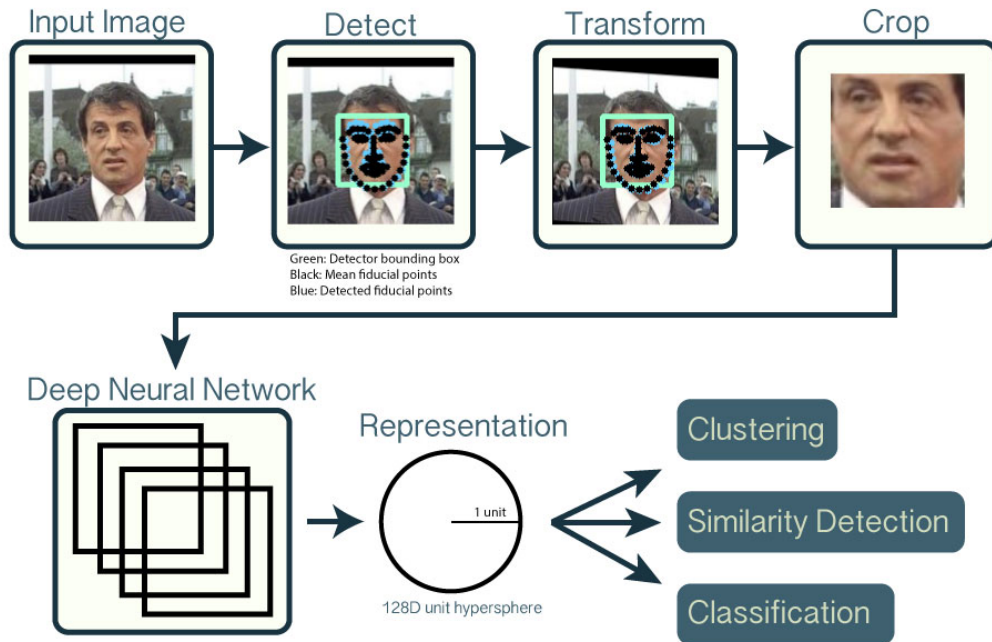 Input Image
Detect
Transform
Crop
Green: Detector bounding box
Black: Mean fiducial points
Blue: Detected fiducial points
Deep Neural Network
Representation
1 unit
128D unit hypersphere
Clustering
Similarity Detection
Classification